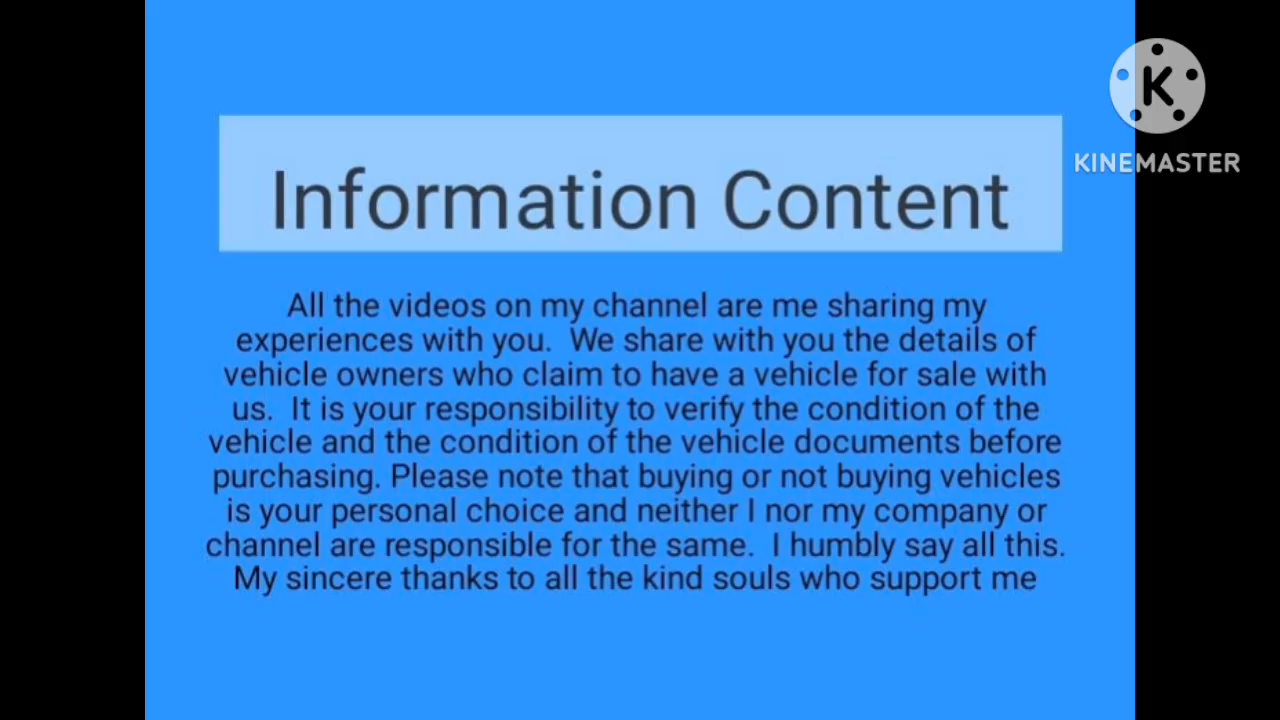 K
KINEMASTER
Information Content
All the videos on my channel are me sharing my
experiences with you.  We share with you the details of
vehicle owners who claim to have a vehicle for sale with
us.  It is your responsibility to verify the condition of the
vehicle and the condition of the vehicle documents before
purchasing. Please note that buying or not buying vehicles
is your personal choice and neither I nor my company or
channel are responsible for the same.  I humbly say all this.
My sincere thanks to all the kind souls who support me